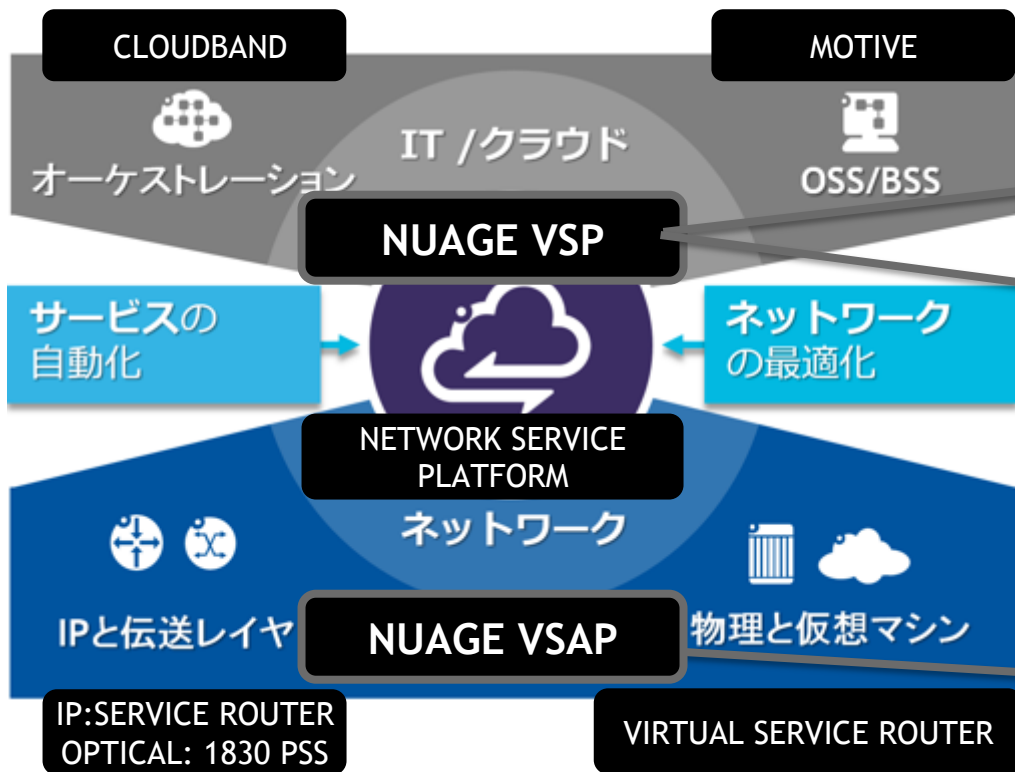 CLOUDBAND
MOTIVE
IT /クラウド
オーケストレーション
OSS/BSS
NUAGE VSP
サービスの
自動化
ネットワーク
の最適化
NETWORK SERVICE
PLATFORM
ネットワーク
IPと伝送レイヤ
NUAGE VSAP
物理と仮想マシン
IP:SERVICE ROUTER
OPTICAL: 1830 PSS
VIRTUAL SERVICE ROUTER